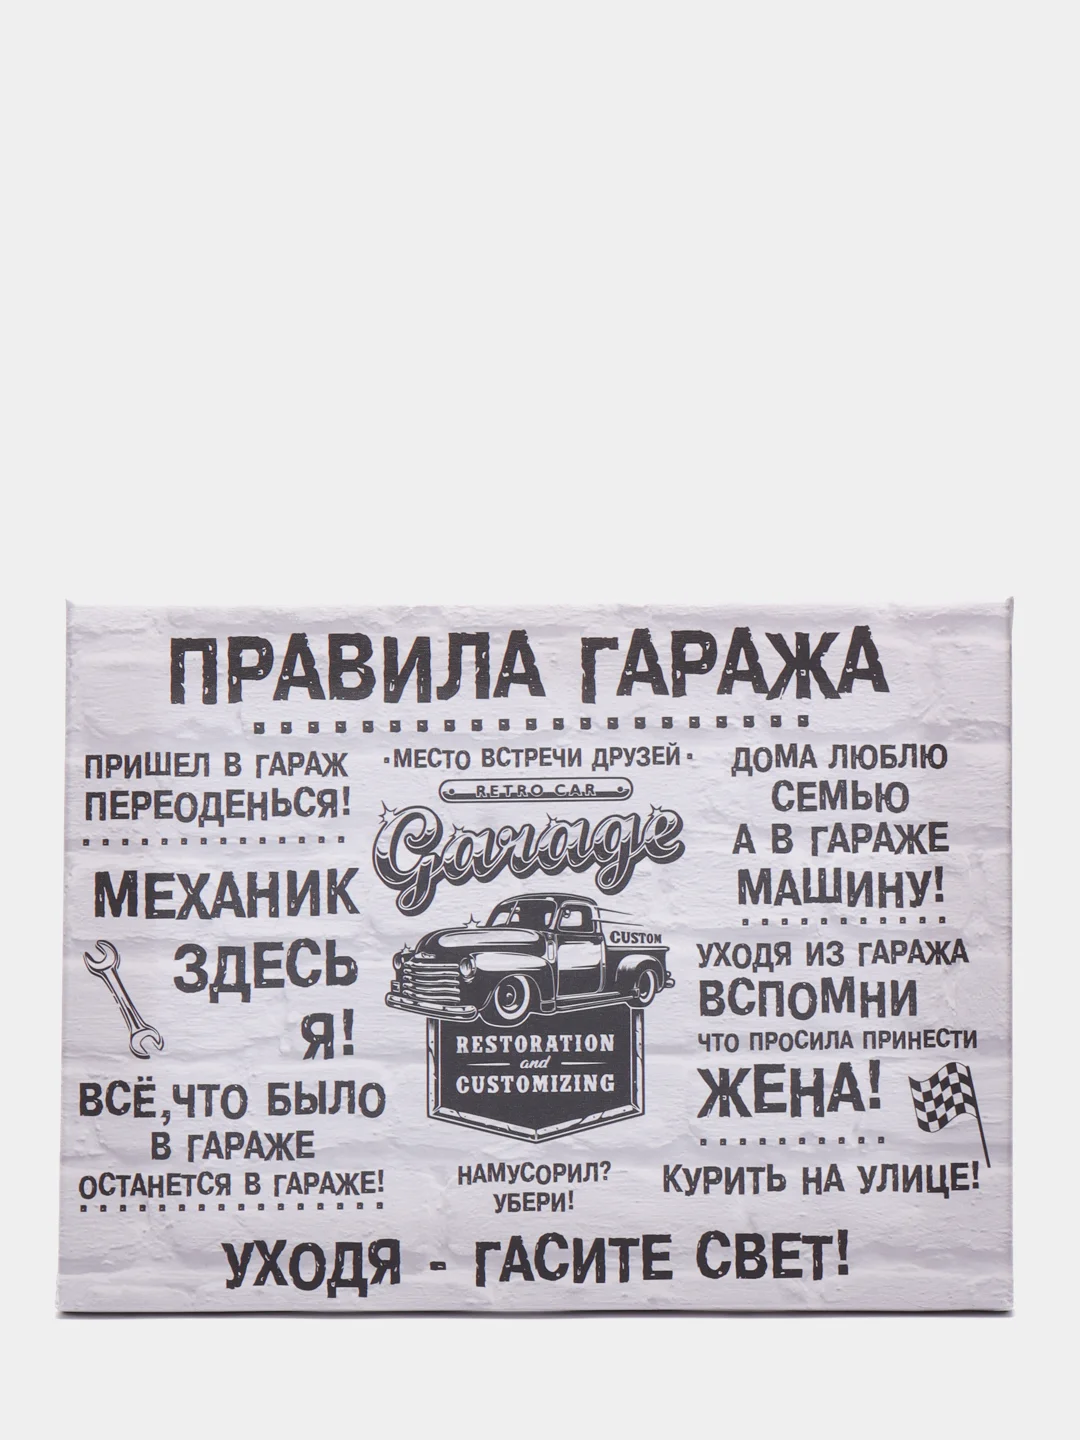 ПРАВИЛА ГАРАЖА
ПРИШЕЛ В ГАРАЖ
ПЕРЕОДЕНЬСЯ!
МЕХАНИК
ЗДЕСЬ
Я!
ВСЁ,ЧТО БЫЛО
В ГАРАЖЕ
ОСТАНЕТСЯ В ГАРАЖЕ!
·МЕСТО ВСТРЕЧИ ДРУЗЕЙ·
RETRO CAR
Garage
CUSTOM
RESTORATION
and
CUSTOMIZING
НАМУСОРИЛ?
УБЕРИ!
ДОМА ЛЮБЛЮ
СЕМЬЮ
А В ГАРАЖЕ
МАШИНУ!
УХОДЯ ИЗ ГАРАЖА
ВСПОМНИ
ЧТО ПРОСИЛА ПРИНЕСТИ
ЖЕНА!
КУРИТЬ НА УЛИЦЕ!
УХОДЯ - ГАСИТЕ СВЕТ!